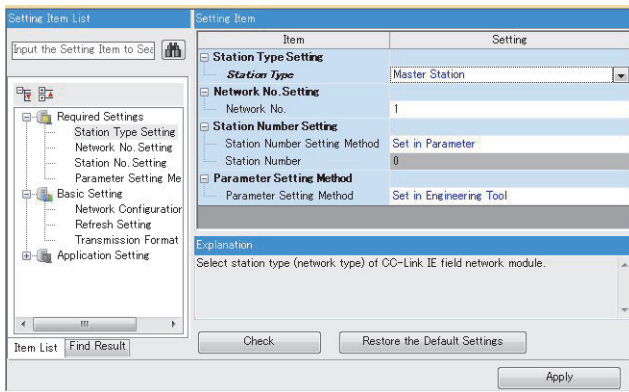 Setting Item List
Input the Setting Item to Sea
Required Settings
Station Type Setting
Network No. Setting
Station No. Setting
Parameter Setting Me
Basic Setting
Network Configuration
Refresh Setting
Transmission Format
Application Setting
Item List
Find Result
Setting Item
Item Setting
Station Type Setting
Station Type Master Station
Network No. Setting
Network No. 1
Station Number Setting
Station Number Setting Method Set in Parameter
Station Number 0
Parameter Setting Method
Parameter Setting Method Set in Engineering Tool
Explanation
Select station type (network type) of CC-Link IE field network module.
Check
Restore the Default Settings
Apply